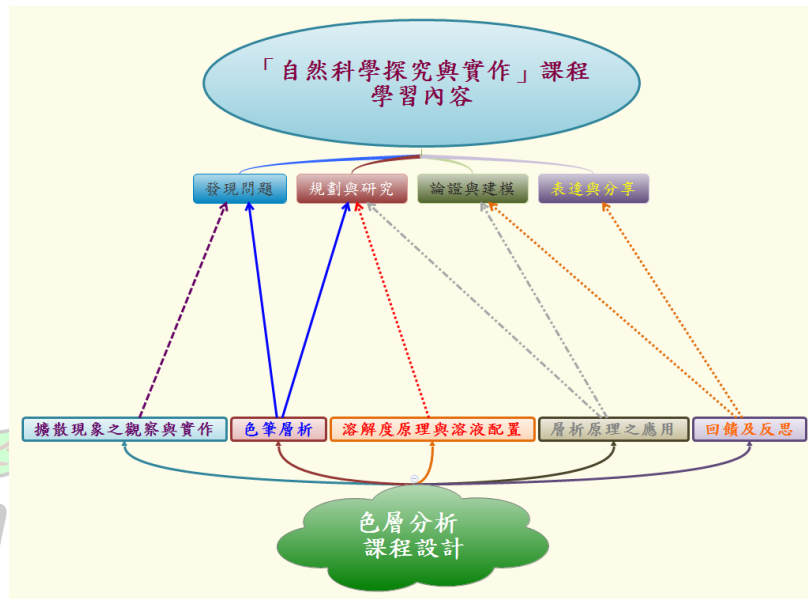 「自然科學探究與實作」課程
學習內容
發現問題
規劃與研究
論證與建模
表達與分享
擴散現象之觀察與實作
色筆層析
溶解度原理與溶液配置
層析原理之應用
回饋及反思
色層分析
課程設計